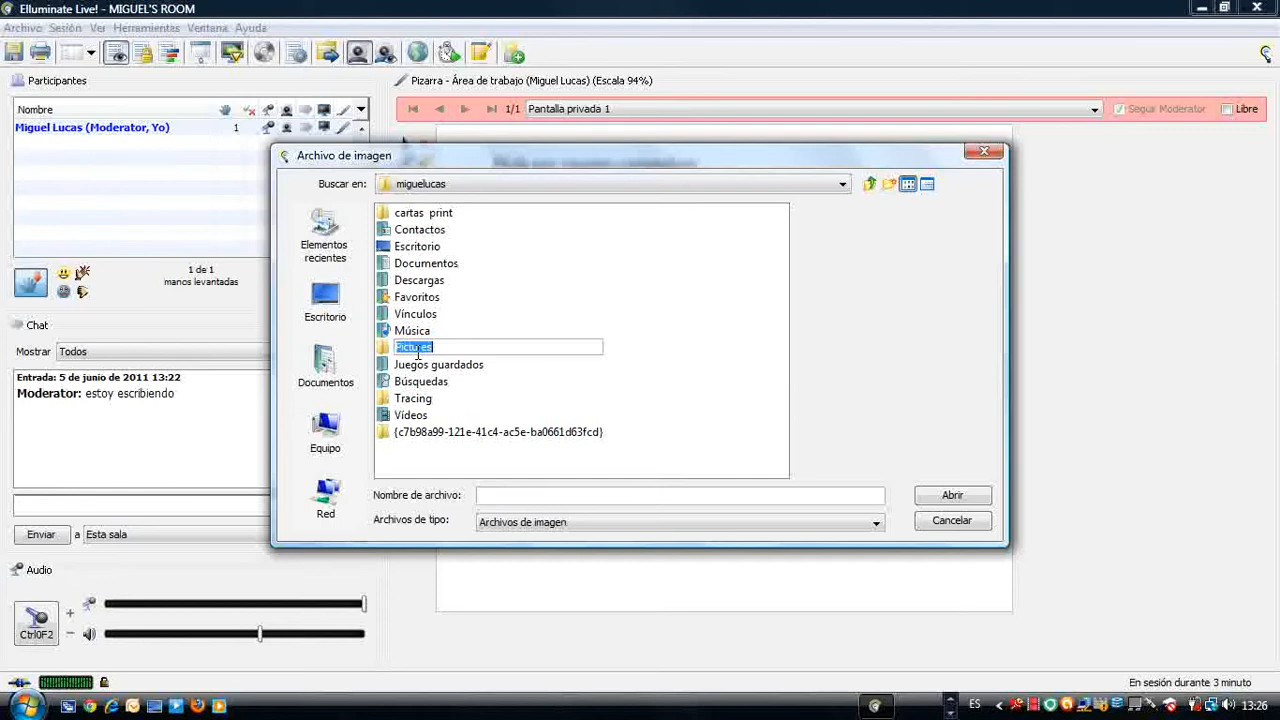 Elluminate Live! - MIGUEL'S ROOM
Archivo Sesión Ver Herramientas Ventana Ayuda
Participantes
Nombre
Miguel Lucas (Moderator, Yo) 1
1 de 1
manos levantadas
Chat
Mostrar Todos
Entrada: 5 de junio de 2011 13:22
Moderator: estoy escribiendo
Enviar a Esta sala
Audio
Ctrl0F2
Pizarra - Área de trabajo (Miguel Lucas) (Escala 94%)
1/1 Pantalla privada 1 Seguir Moderator Libre
Archivo de imagen
Buscar en: miguelucas
Elementos
recientes
Escritorio
Documentos
Equipo
Red
cartas print
Contactos
Escritorio
Documentos
Descargas
Favoritos
Vínculos
Música
Pictures
Juegos guardados
Búsquedas
Tracing
Vídeos
{c7b98a99-121e-41c4-ac5e-ba0661d63fcd}
Nombre de archivo: Abrir
Archivos de tipo: Archivos de imagen Cancelar
En sesión durante 3 minuto
ES 13:26